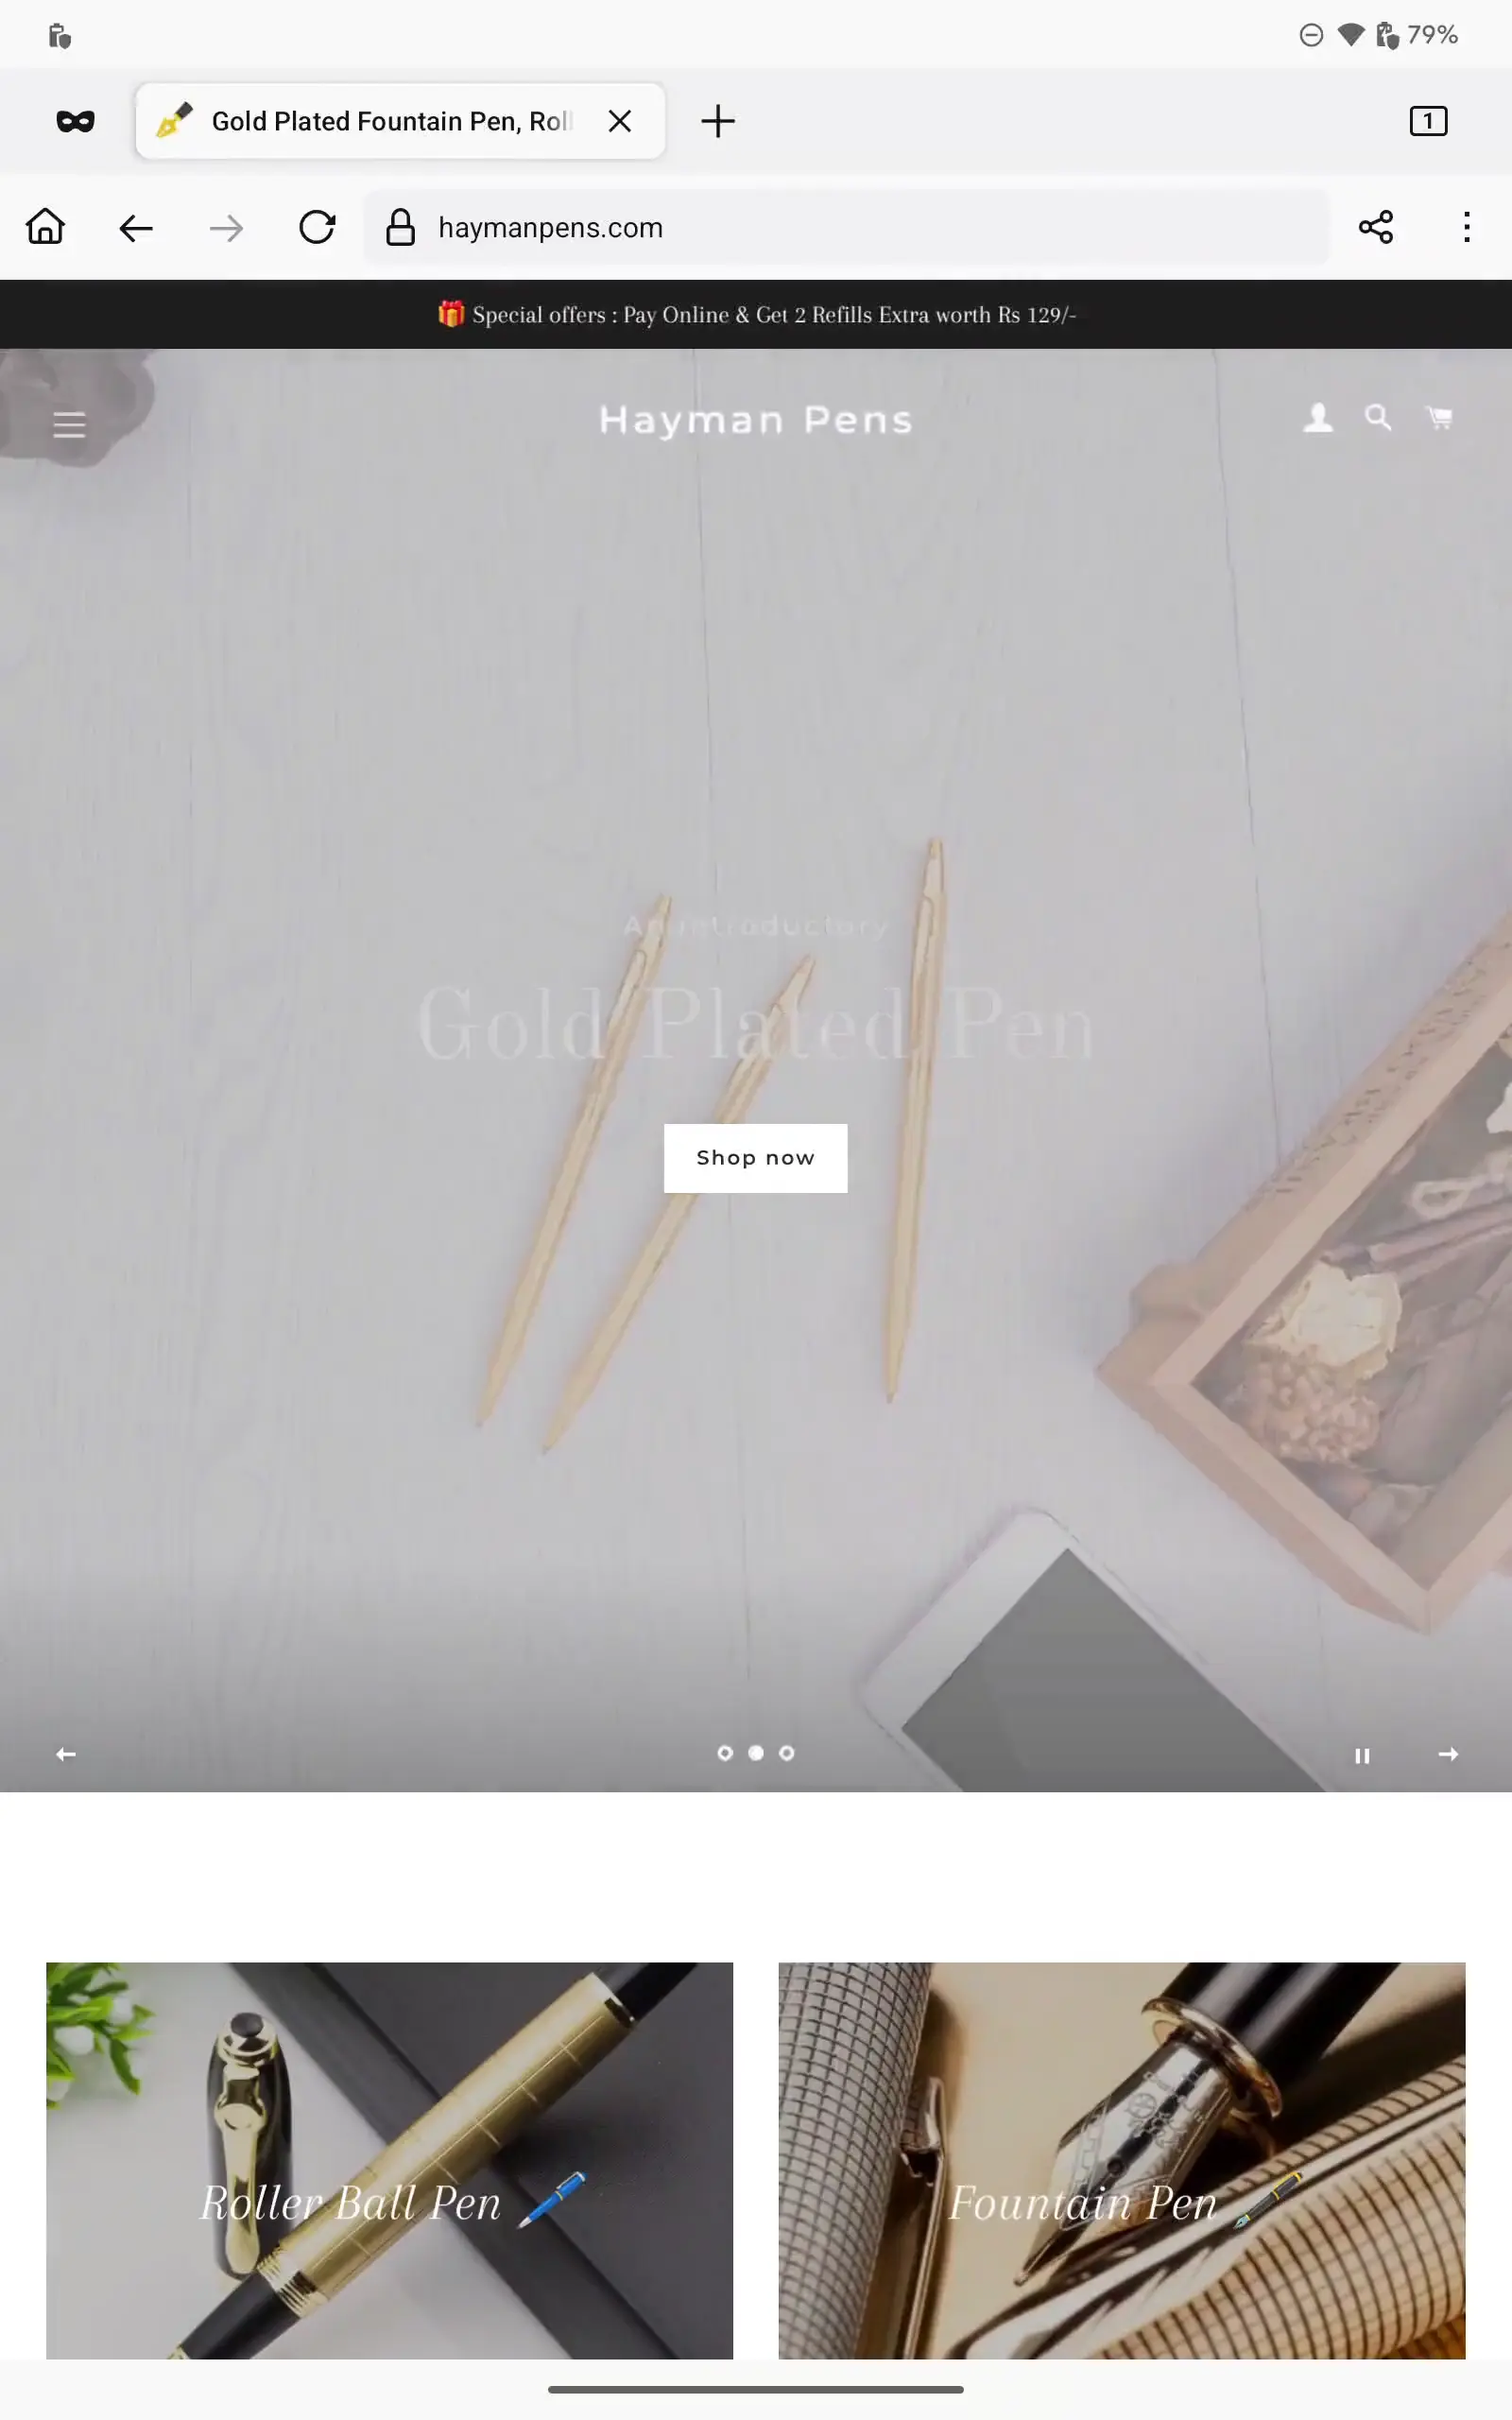 79%
Gold Plated Fountain Pen, Rol
1
haymanpens.com
🎁 Special offers : Pay Online & Get 2 Refills Extra worth Rs 129/-
Hayman Pens
An introductory
Gold Plated Pen
Shop now
Roller Ball Pen 🖊️
Fountain Pen 🖋️